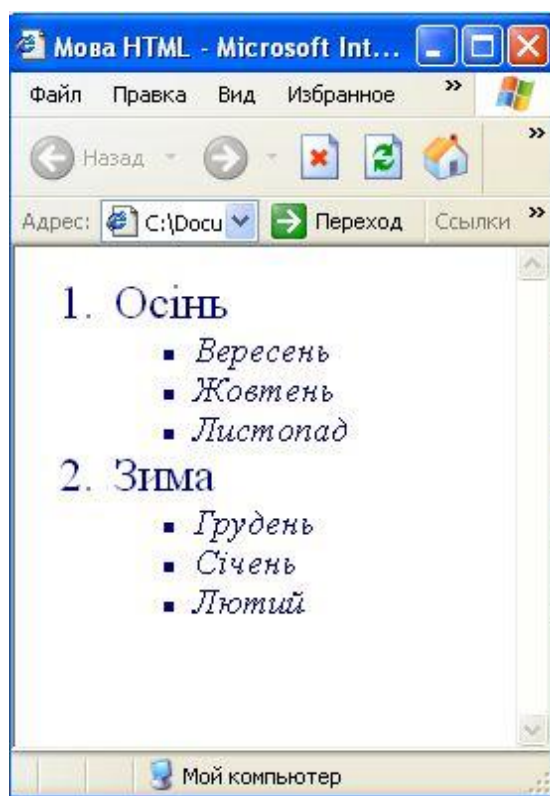 Мова HTML - Microsoft Int...
Файл Правка Вид Избранное »
Назад »
Адрес: C:\Docu Переход Ссылки »
1. Осінь
▪ Вересень
▪ Жовтень
▪ Листопад
2. Зима
▪ Грудень
▪ Січень
▪ Лютий
Мой компьютер